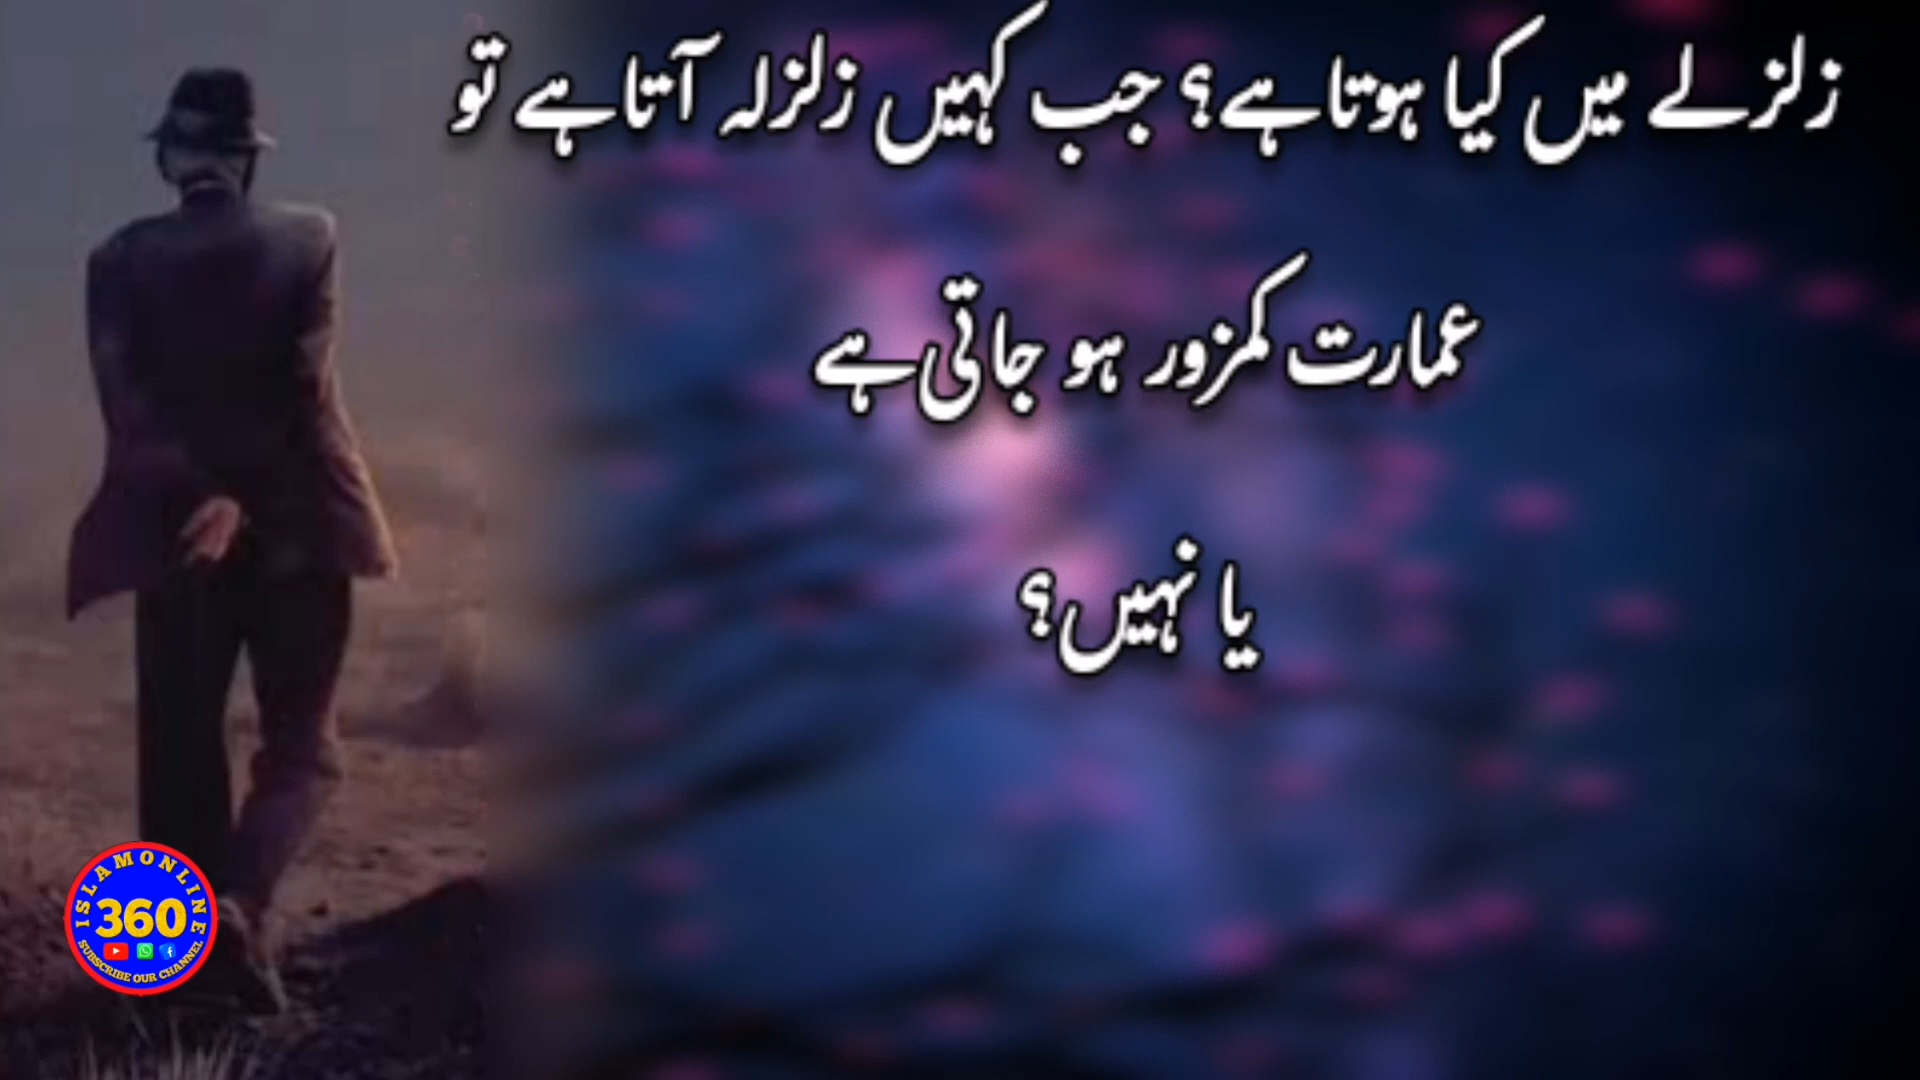 زلزلے میں کیا ہوتا ہے؟ جب کہیں زلزلہ آتا ہے تو
عمارت کمزور ہو جاتی ہے
یا نہیں؟
ISLAMONLINE
360
SUBSCRIBE OUR CHANNEL